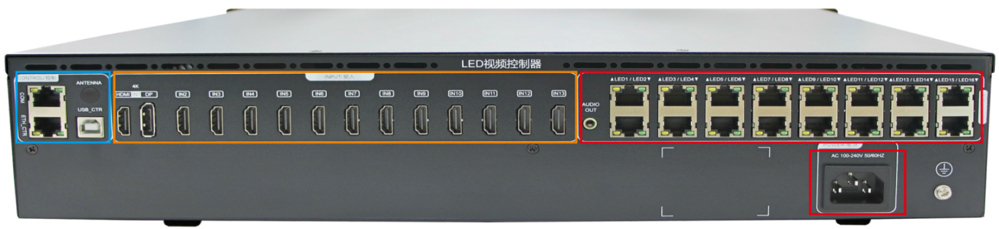 LED视频控制器
CONTROL/控制
COM
ETH_CTR
ANTENNA
USB_CTR
INPUT/输入
4K
HDMI IN1 DP
IN2
IN3
IN4
IN5
IN6
IN7
IN8
IN9
IN10
IN11
IN12
IN13
AUDIO
OUT
▲LED1 / LED2▼
▲LED3 / LED4▼
▲LED5 / LED6▼
▲LED7 / LED8▼
▲LED9 / LED10▼
▲LED11 / LED12▼
▲LED13 / LED14▼
▲LED15 / LED16▼
AC 100-240V 50/60HZ